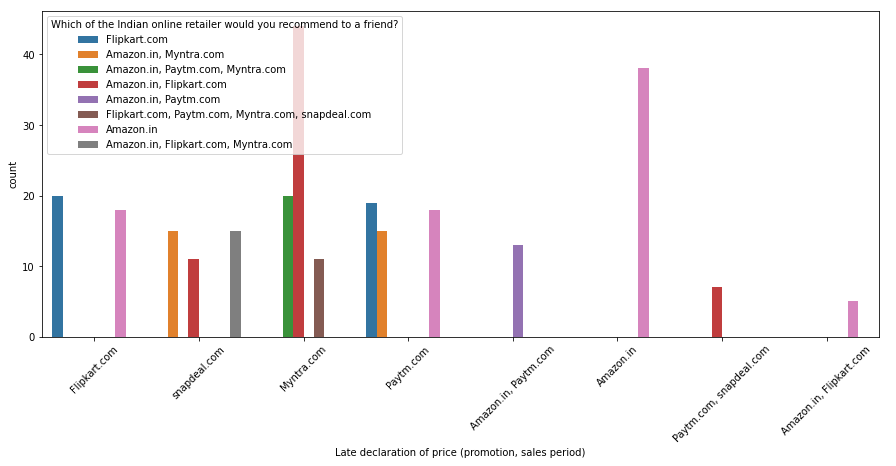 Which of the Indian online retailer would you recommend to a friend?
Flipkart.com
Amazon.in, Myntra.com
Amazon.in, Paytm.com, Myntra.com
Amazon.in, Flipkart.com
Amazon.in, Paytm.com
Flipkart.com, Paytm.com, Myntra.com, snapdeal.com
Amazon.in
Amazon.in, Flipkart.com, Myntra.com
count
40
30
20
10
0
Flipkart.com
snapdeal.com
Myntra.com
Paytm.com
Amazon.in, Paytm.com
Amazon.in
Paytm.com, snapdeal.com
Amazon.in, Flipkart.com
Late declaration of price (promotion, sales period)